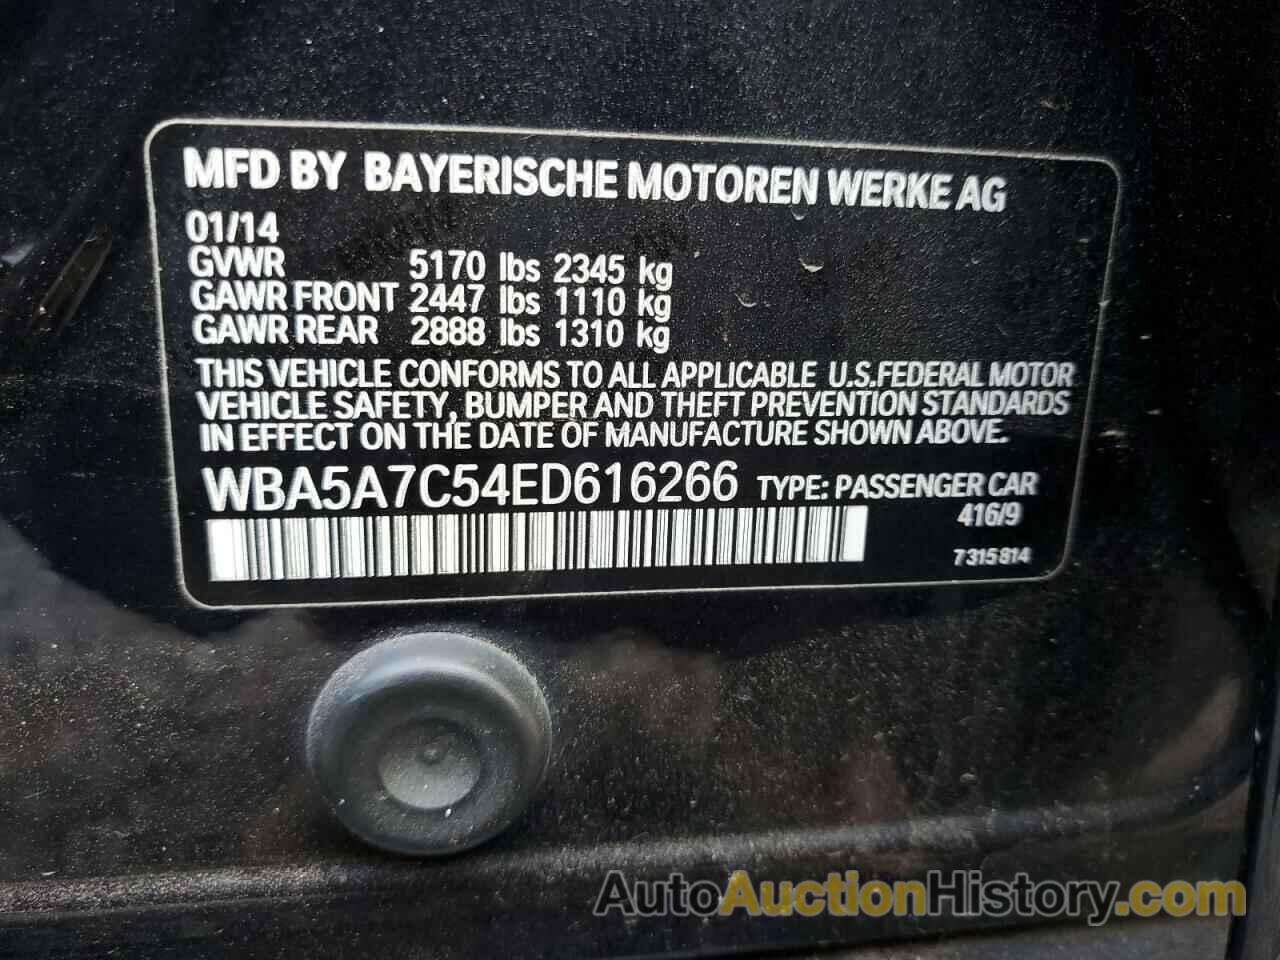 MFD BY BAYERISCHE MOTOREN WERKE AG
01/14
GVWR 5170 lbs 2345 kg
GAWR FRONT 2447 lbs 1110 kg
GAWR REAR 2888 lbs 1310 kg
THIS VEHICLE CONFORMS TO ALL APPLICABLE U.S.FEDERAL MOTOR
VEHICLE SAFETY, BUMPER AND THEFT PREVENTION STANDARDS
IN EFFECT ON THE DATE OF MANUFACTURE SHOWN ABOVE.
WBA5A7C54ED616266 TYPE: PASSENGER CAR
416/9
7315814
AutoAuctionHistory.com